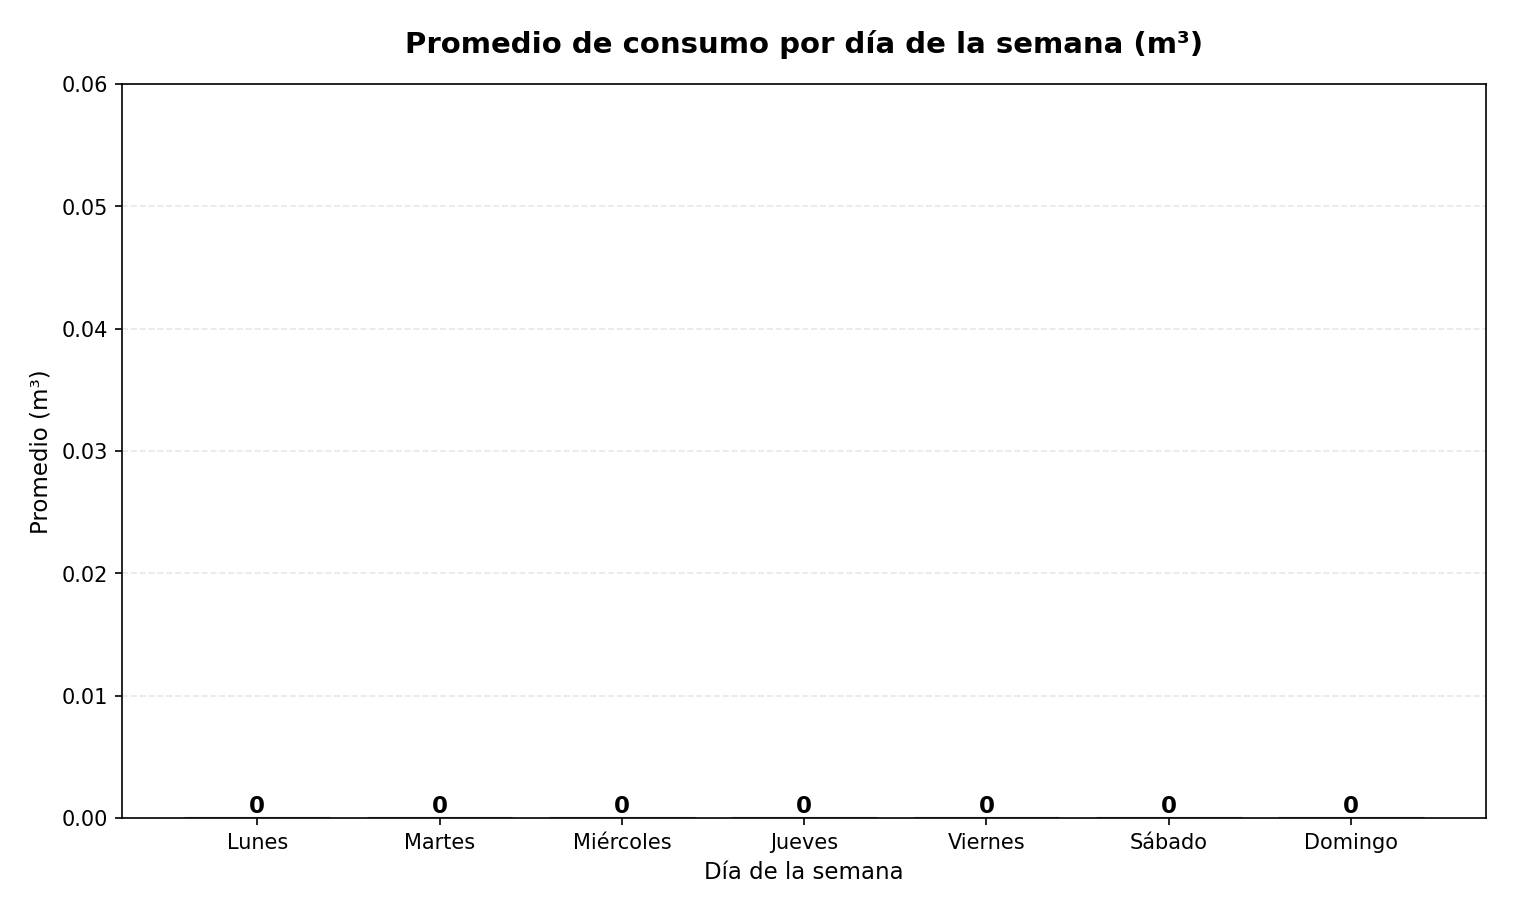 Promedio de consumo por día de la semana (m³)
0.06
0.05
0.04
0.03
0.02
0.01
0.00
Promedio (m³)
0 0 0 0 0 0 0
Lunes Martes Miércoles Jueves Viernes Sábado Domingo
Día de la semana